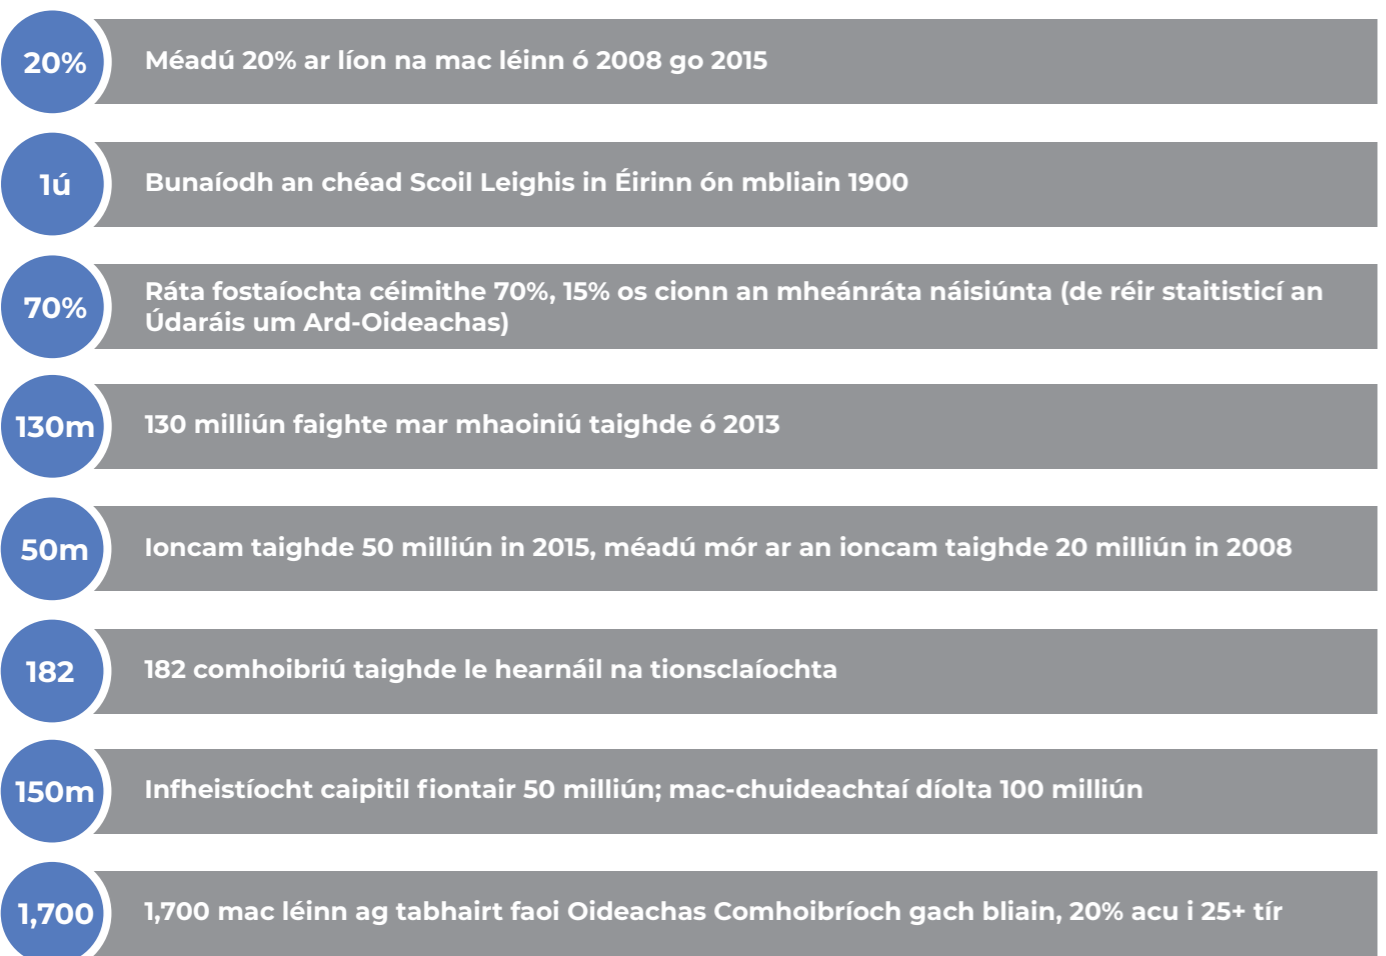 20%
Méadú 20% ar líon na mac léinn ó 2008 go 2015
1ú
Bunaíodh an chéad Scoil Leighis in Éirinn ón mbliain 1900
70%
Ráta fostaíochta céimithe 70%, 15% os cionn an mheánráta náisiúnta (de réir staitisticí an
Údaráis um Ard-Oideachas)
130m
130 milliún faighte mar mhaoiniú taighde ó 2013
50m
Ioncam taighde 50 milliún in 2015, méadú mór ar an ioncam taighde 20 milliún in 2008
182
182 comhoibriú taighde le hearnáil na tionsclaíochta
150m
Infheistíocht caipitil fiontair 50 milliún; mac-chuideachtaí díolta 100 milliún
1,700
1,700 mac léinn ag tabhairt faoi Oideachas Comhoibríoch gach bliain, 20% acu i 25+ tír